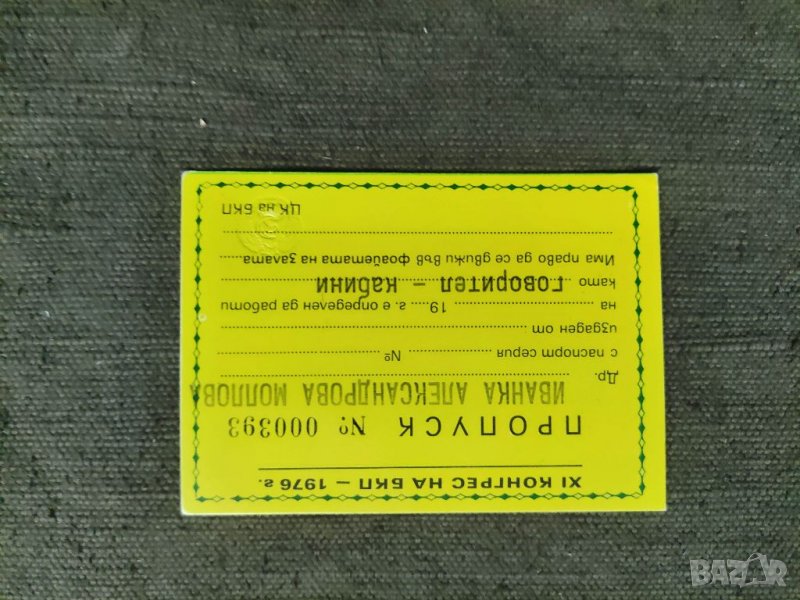 XI КОНГРЕС НА БКП – 1976 г.
ПРОПУСК № 000393
ИВАНКА АЛЕКСАНДРОВА МОЛЛОВА
Др.
с паспорт серия № 
издаден от
на 19 г. е определен да работи
като говорител – кабини
Има право да се движи във фоайетата на залата
ЦК на БКП
BAZAR